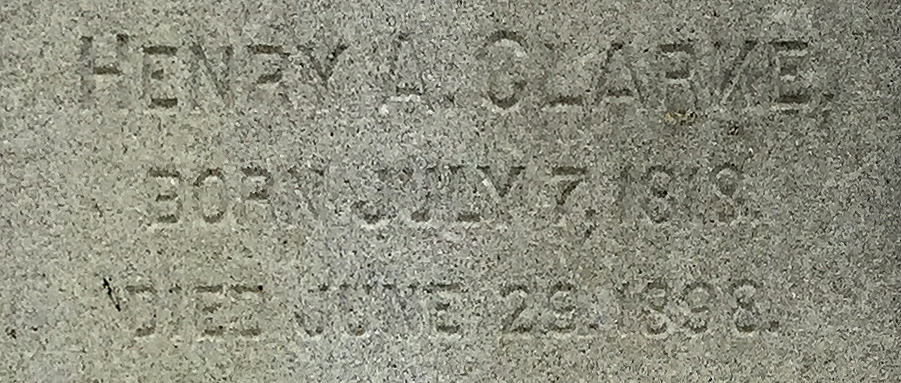 HENRY A. CLARKE,
BORN JULY 7. 1819.
DIED JUNE 29. 1898.